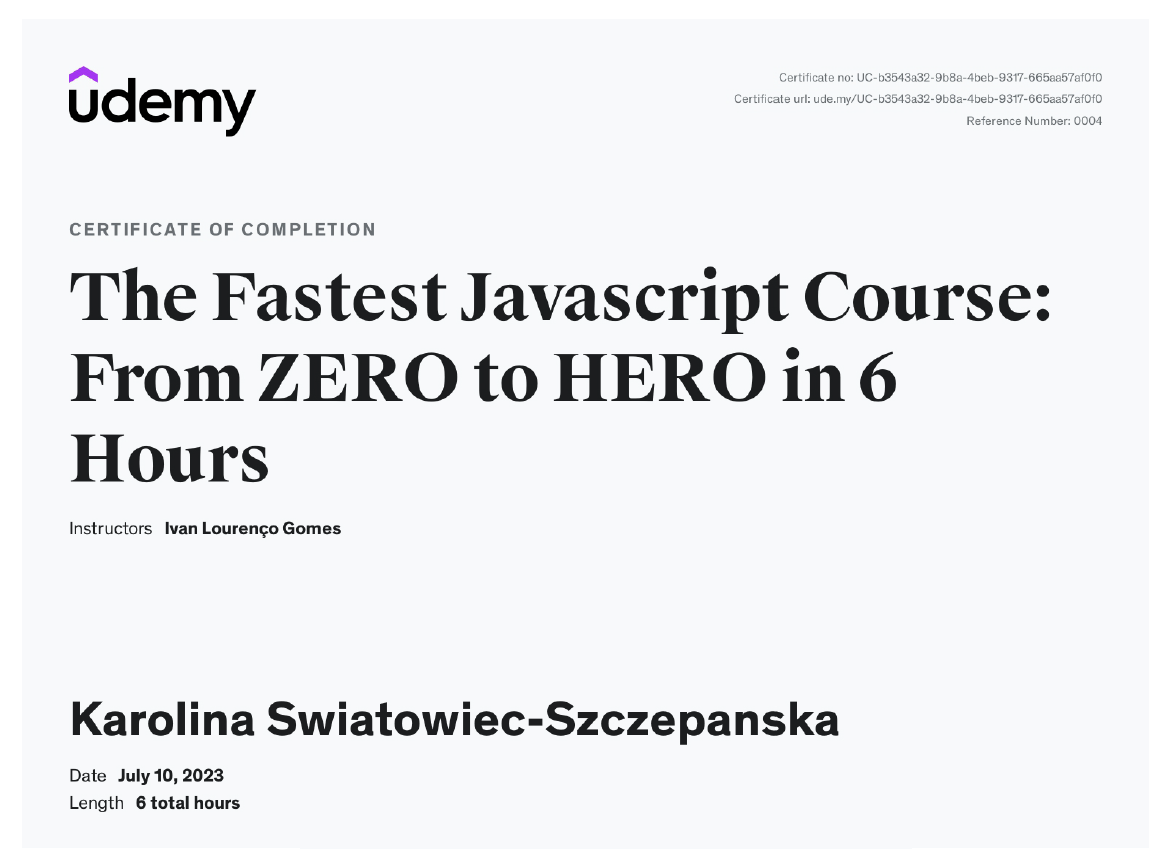 udemy
Certificate no: UC-b3543a32-9b8a-4beb-9317-665aa57af0f0
Certificate url: ude.my/UC-b3543a32-9b8a-4beb-9317-665aa57af0f0
Reference Number: 0004
CERTIFICATE OF COMPLETION
The Fastest Javascript Course:
From ZERO to HERO in 6
Hours
Instructors Ivan Lourenço Gomes
Karolina Swiatowiec-Szczepanska
Date July 10, 2023
Length 6 total hours